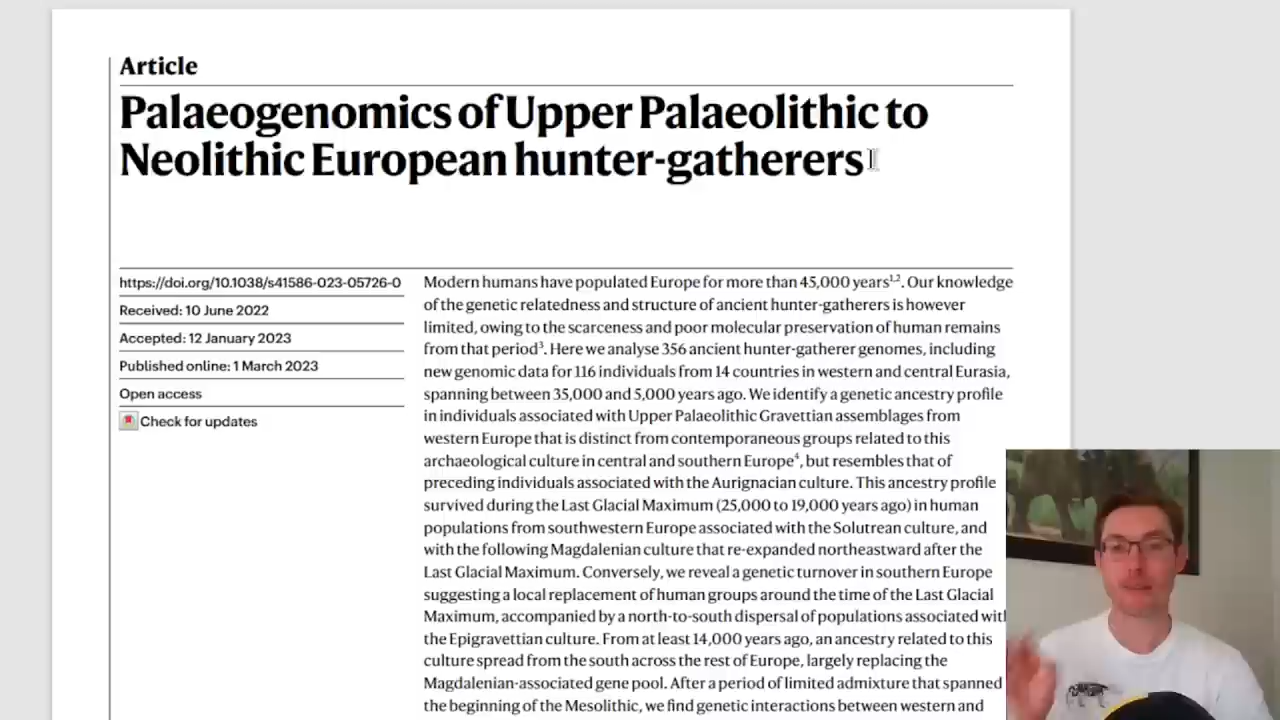 Article
Palaeogenomics of Upper Palaeolithic to
Neolithic European hunter-gatherers
https://doi.org/10.1038/s41586-023-05726-0
Received: 10 June 2022
Accepted: 12 January 2023
Published online: 1 March 2023
Open access
Check for updates
Modern humans have populated Europe for more than 45,000 years1,2. Our knowledge
of the genetic relatedness and structure of ancient hunter-gatherers is however
limited, owing to the scarceness and poor molecular preservation of human remains
from that period3. Here we analyse 356 ancient hunter-gatherer genomes, including
new genomic data for 116 individuals from 14 countries in western and central Eurasia,
spanning between 35,000 and 5,000 years ago. We identify a genetic ancestry profile
in individuals associated with Upper Palaeolithic Gravettian assemblages from
western Europe that is distinct from contemporaneous groups related to this
archaeological culture in central and southern Europe4, but resembles that of
preceding individuals associated with the Aurignacian culture. This ancestry profile
survived during the Last Glacial Maximum (25,000 to 19,000 years ago) in human
populations from southwestern Europe associated with the Solutrean culture, and
with the following Magdalenian culture that re-expanded northeastward after the
Last Glacial Maximum. Conversely, we reveal a genetic turnover in southern Europe
suggesting a local replacement of human groups around the time of the Last Glacial
Maximum, accompanied by a north-to-south dispersal of populations associated with
the Epigravettian culture. From at least 14,000 years ago, an ancestry related to this
culture spread from the south across the rest of Europe, largely replacing the
Magdalenian-associated gene pool. After a period of limited admixture that spanned
the beginning of the Mesolithic, we find genetic interactions between western and